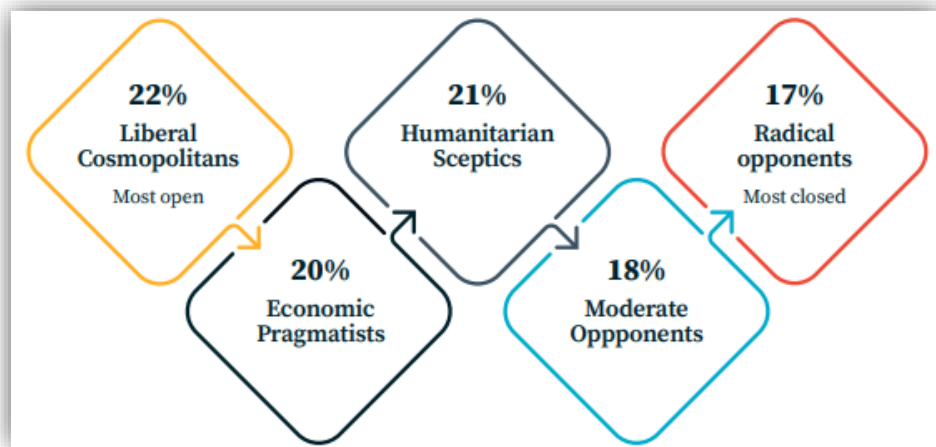 22%
Liberal
Cosmopolitans
Most open
20%
Economic
Pragmatists
21%
Humanitarian
Sceptics
18%
Moderate
Oppponents
17%
Radical
opponents
Most closed